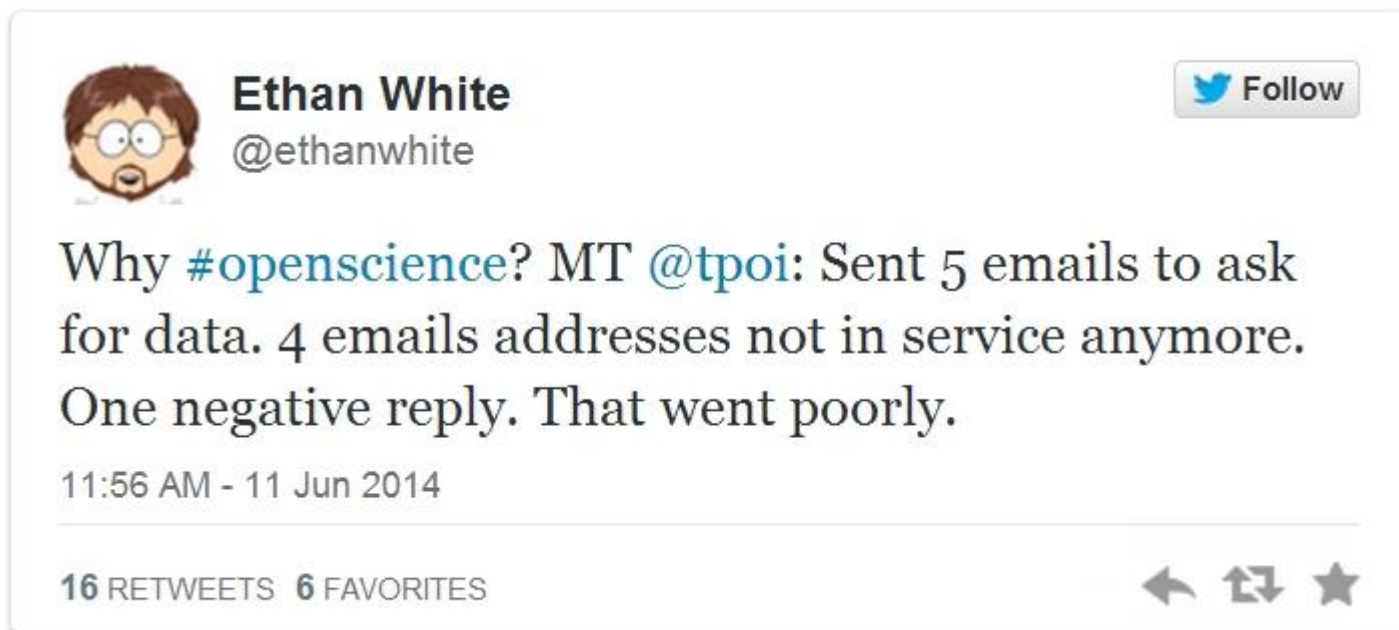 Ethan White
Follow
@ethanwhite
Why #openscience? MT @tpoi: Sent 5 emails to ask
for data. 4 emails addresses not in service anymore.
One negative reply. That went poorly.
11:56 AM - 11 Jun 2014
16 RETWEETS 6 FAVORITES